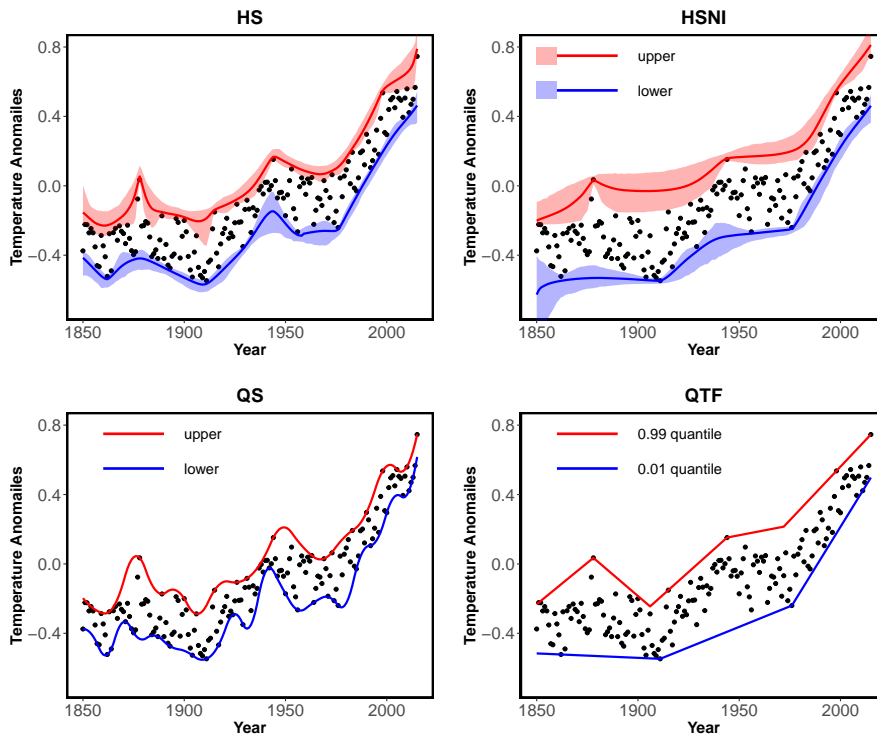 HS
Temperature Anomailes
0.8
0.4
0.0
−0.4
1850
1900
1950
2000
Year
HSNI
Temperature Anomailes
0.8
0.4
0.0
−0.4
upper
lower
1850
1900
1950
2000
Year
QS
Temperature Anomailes
0.8
0.4
0.0
−0.4
upper
lower
1850
1900
1950
2000
Year
QTF
Temperature Anomailes
0.8
0.4
0.0
−0.4
0.99 quantile
0.01 quantile
1850
1900
1950
2000
Year